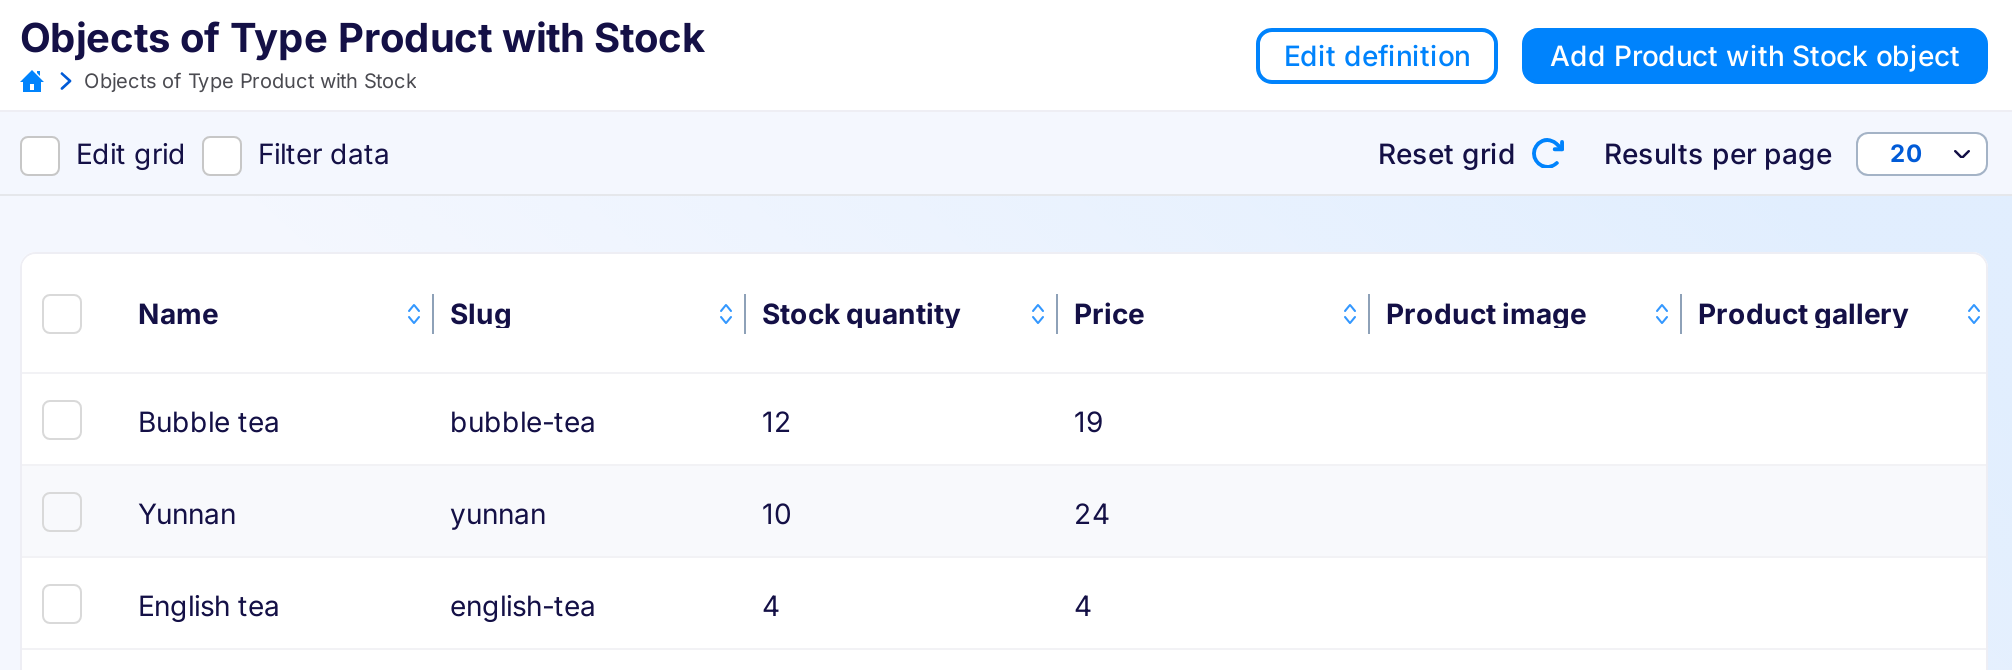 Objects of Type Product with Stock
Objects of Type Product with Stock
Edit definition
Add Product with Stock object
Edit grid Filter data
Reset grid Results per page 20
Name Slug Stock quantity Price Product image Product gallery
Bubble tea bubble-tea 12 19
Yunnan yunnan 10 24
English tea english-tea 4 4